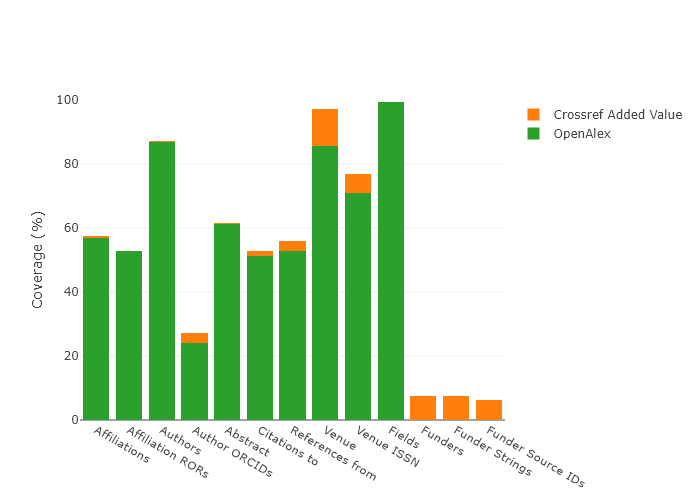 Crossref Added Value
OpenAlex
Coverage (%)
100
80
60
40
20
0
Affiliations
Affiliation RORs
Authors
Author ORCIDs
Abstract
Citations to
References from
Venue
Venue ISSN
Fields
Funders
Funder Strings
Funder Source IDs